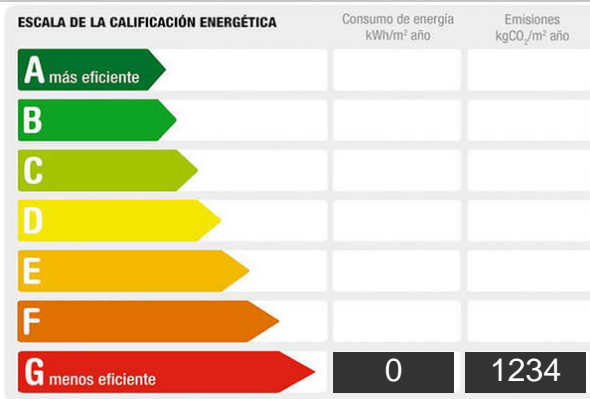 ESCALA DE LA CALIFICACIÓN ENERGÉTICA
Consumo de energía
kWh/m² año
Emisiones
kgCO₂/m² año
A más eficiente
B
C
D
E
F
G menos eficiente
0
1234